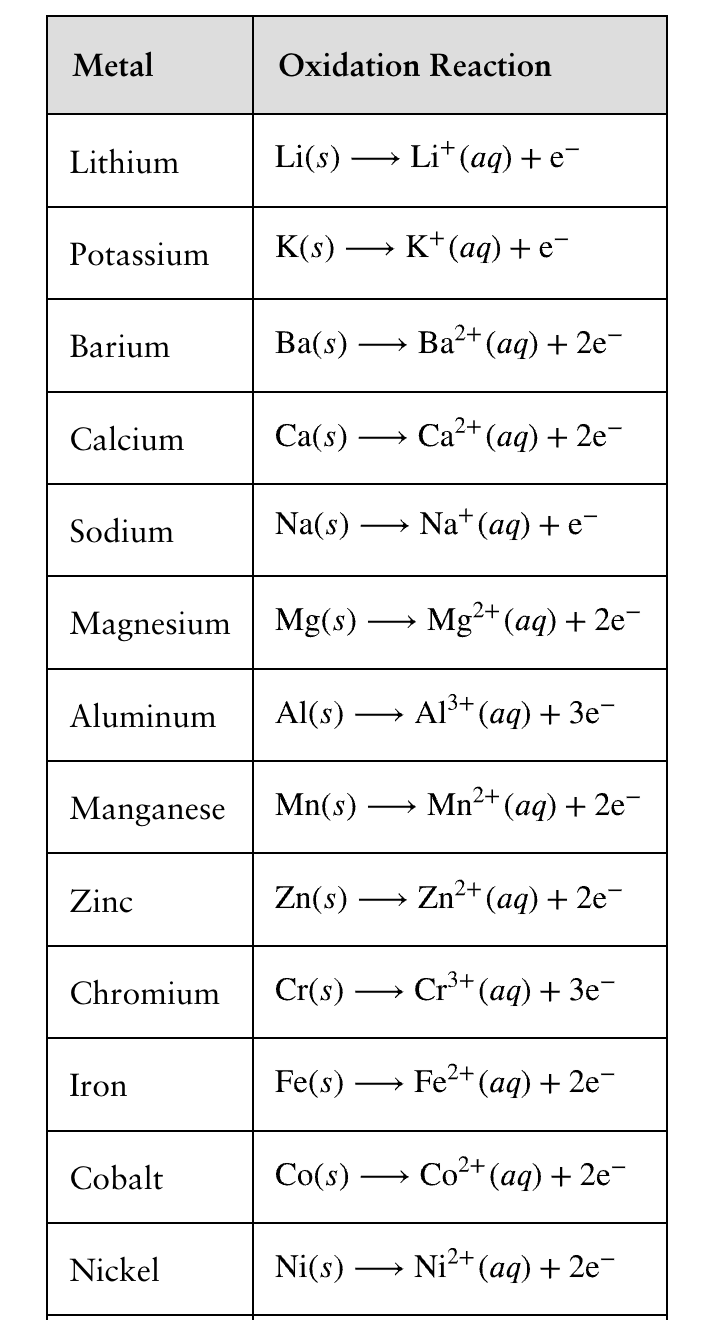 Metal Oxidation Reaction
Lithium Li(s) ⟶ Li⁺(aq) + e⁻
Potassium K(s) ⟶ K⁺(aq) + e⁻
Barium Ba(s) ⟶ Ba²⁺(aq) + 2e⁻
Calcium Ca(s) ⟶ Ca²⁺(aq) + 2e⁻
Sodium Na(s) ⟶ Na⁺(aq) + e⁻
Magnesium Mg(s) ⟶ Mg²⁺(aq) + 2e⁻
Aluminum Al(s) ⟶ Al³⁺(aq) + 3e⁻
Manganese Mn(s) ⟶ Mn²⁺(aq) + 2e⁻
Zinc Zn(s) ⟶ Zn²⁺(aq) + 2e⁻
Chromium Cr(s) ⟶ Cr³⁺(aq) + 3e⁻
Iron Fe(s) ⟶ Fe²⁺(aq) + 2e⁻
Cobalt Co(s) ⟶ Co²⁺(aq) + 2e⁻
Nickel Ni(s) ⟶ Ni²⁺(aq) + 2e⁻